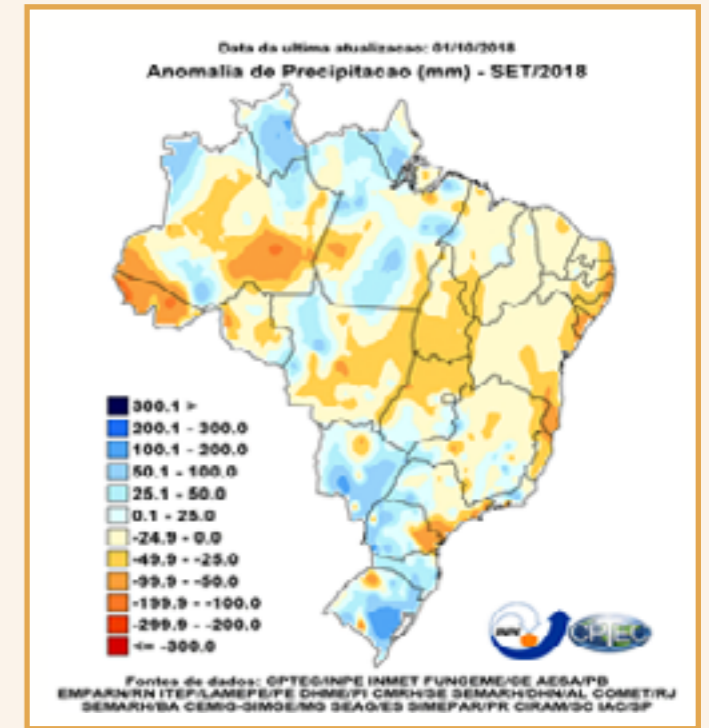 Data da ultima atualizacao: 01/10/2018
Anomalia de Precipitacao (mm) - SET/2018
300.1 >
200.1 - 300.0
100.1 - 200.0
50.1 - 100.0
25.1 - 50.0
0.1 - 25.0
-24.9 - 0.0
-49.9 - -25.0
-99.9 - -50.0
-199.9 - -100.0
-299.9 - -200.0
<= -300.0
INPE CPTEC
Fontes de dados: CPTEC/INPE INMET FUNCEME/CE AESA/PB
EMPARN/RN ITEP/LAMEPE/PE DHME/PI CMRH/SE SEMARH/DHN/AL COMET/RJ
SEMARH/BA CEMIG-SIMGE/MG SEAG/ES SIMEPAR/PR CIRAM/SC IAC/SP